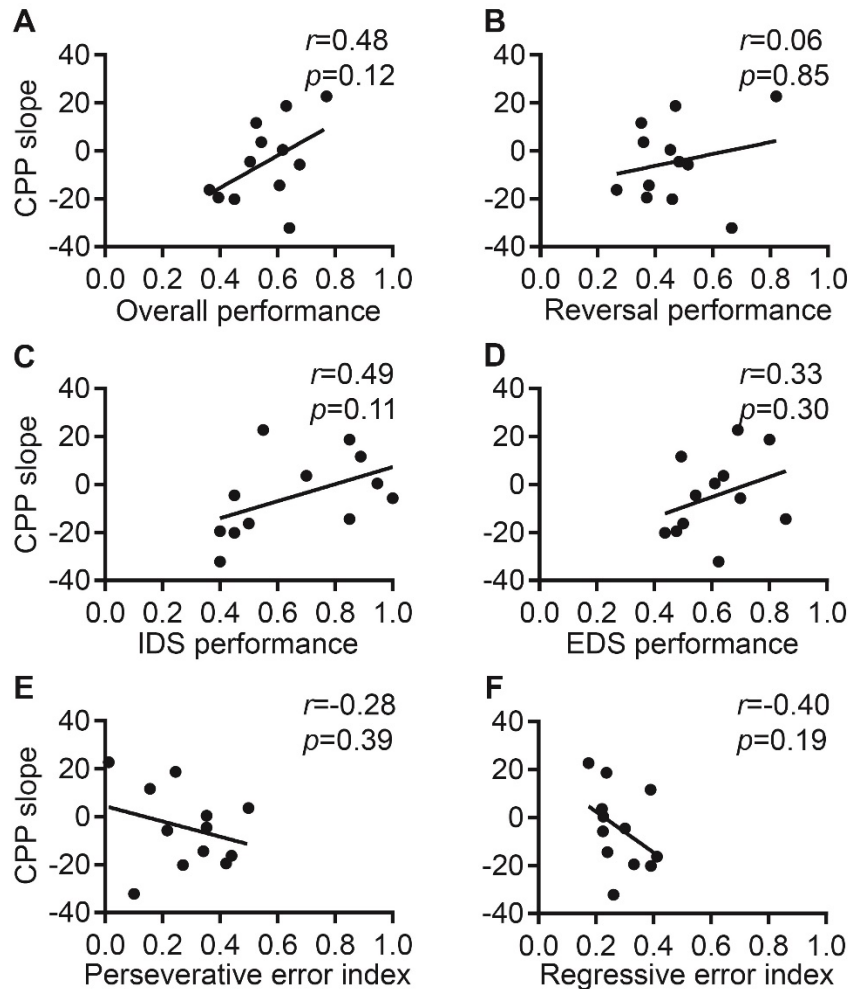 A
r=0.48
p=0.12
CPP slope
40
20
0
-20
-40
0.0 0.2 0.4 0.6 0.8 1.0
Overall performance
B
r=0.06
p=0.85
40
20
0
-20
-40
0.0 0.2 0.4 0.6 0.8 1.0
Reversal performance
C
r=0.49
p=0.11
CPP slope
40
20
0
-20
-40
0.0 0.2 0.4 0.6 0.8 1.0
IDS performance
D
r=0.33
p=0.30
40
20
0
-20
-40
0.0 0.2 0.4 0.6 0.8 1.0
EDS performance
E
r=-0.28
p=0.39
CPP slope
40
20
0
-20
-40
0.0 0.2 0.4 0.6 0.8 1.0
Perseverative error index
F
r=-0.40
p=0.19
40
20
0
-20
-40
0.0 0.2 0.4 0.6 0.8 1.0
Regressive error index